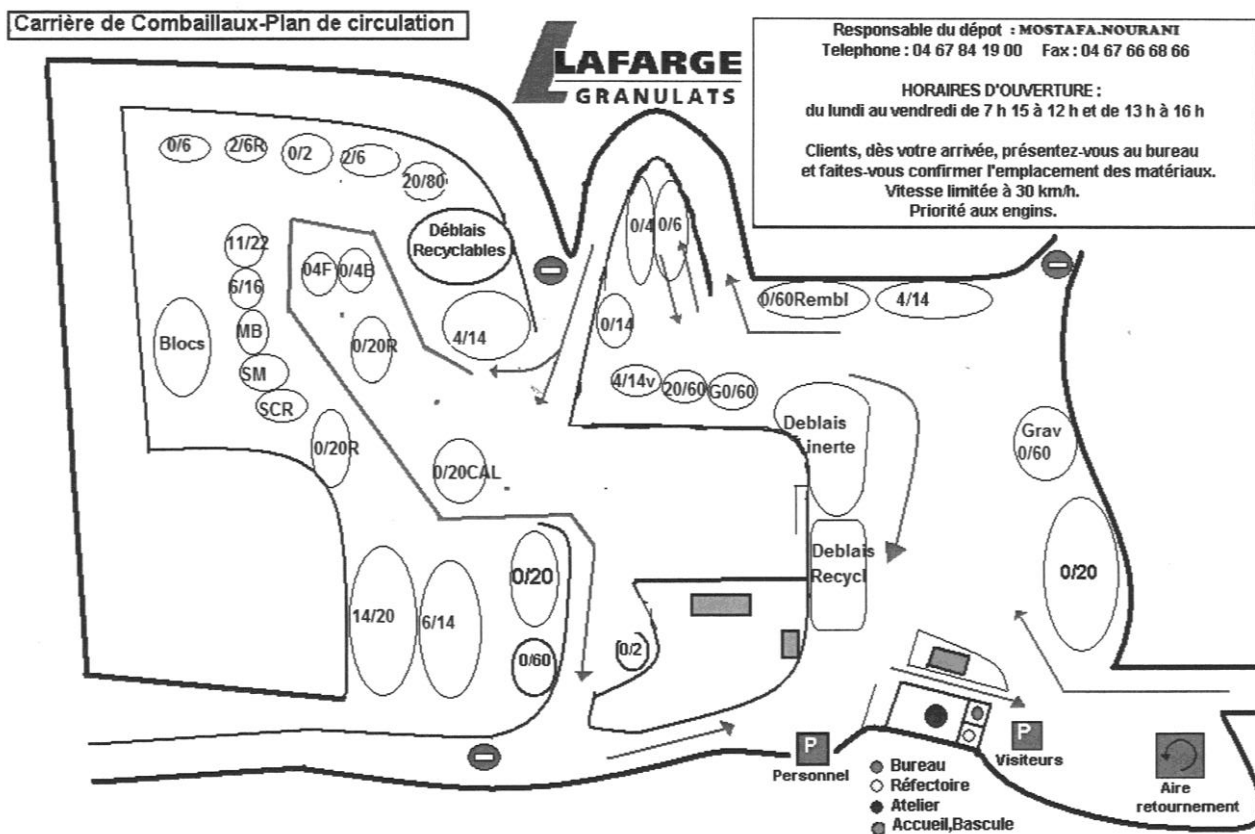 Carrière de Combaillaux-Plan de circulation
LAFARGE
GRANULATS
Responsable du dépot : MOSTAFA.NOURANI
Telephone : 04 67 84 19 00 Fax : 04 67 66 68 66
HORAIRES D'OUVERTURE :
du lundi au vendredi de 7 h 15 à 12 h et de 13 h à 16 h
Clients, dès votre arrivée, présentez-vous au bureau
et faites-vous confirmer l'emplacement des matériaux.
Vitesse limitée à 30 km/h.
Priorité aux engins.
0/6
2/6R
0/2
2/6
20/80
Déblais
Recyclables
11/22
04F
0/4B
6/16
MB
Blocs
SM
SCR
0/20R
0/20R
4/14
0/20CAL
0/4
0/6
0/14
4/14v
20/60
G0/60
0/60Rembl
4/14
Deblais
inerte
Grav
0/60
Deblais
Recycl
0/20
14/20
6/14
0/20
0/60
0/2
P
Personnel
P
Visiteurs
Aire
retournement
Bureau
Réfectoire
Atelier
Accueil,Bascule